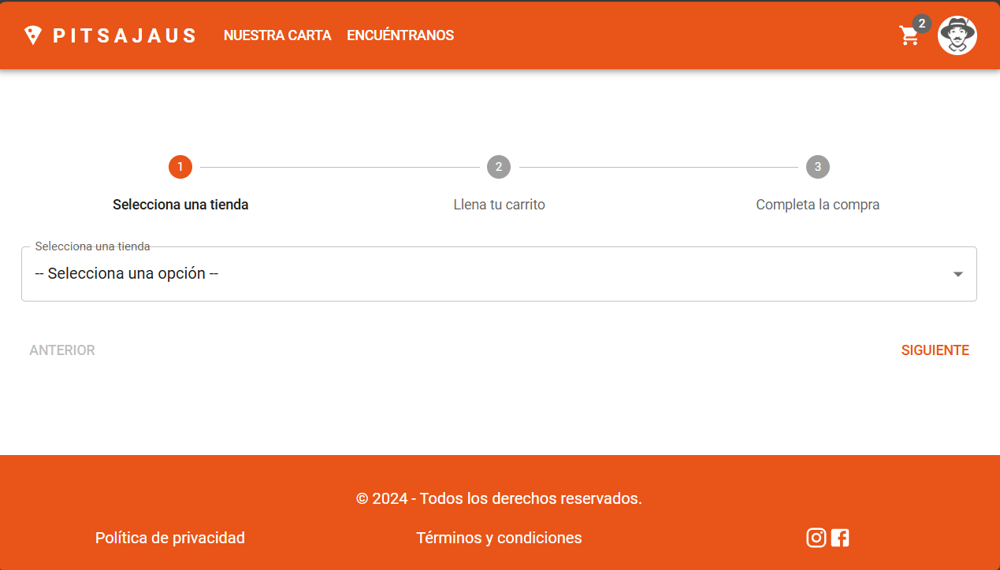 PITSAJAUS NUESTRA CARTA ENCUÉNTRANOS 2
1 2 3
Selecciona una tienda Llena tu carrito Completa la compra
Selecciona una tienda
-- Selecciona una opción --
ANTERIOR SIGUIENTE
© 2024 - Todos los derechos reservados.
Política de privacidad Términos y condiciones